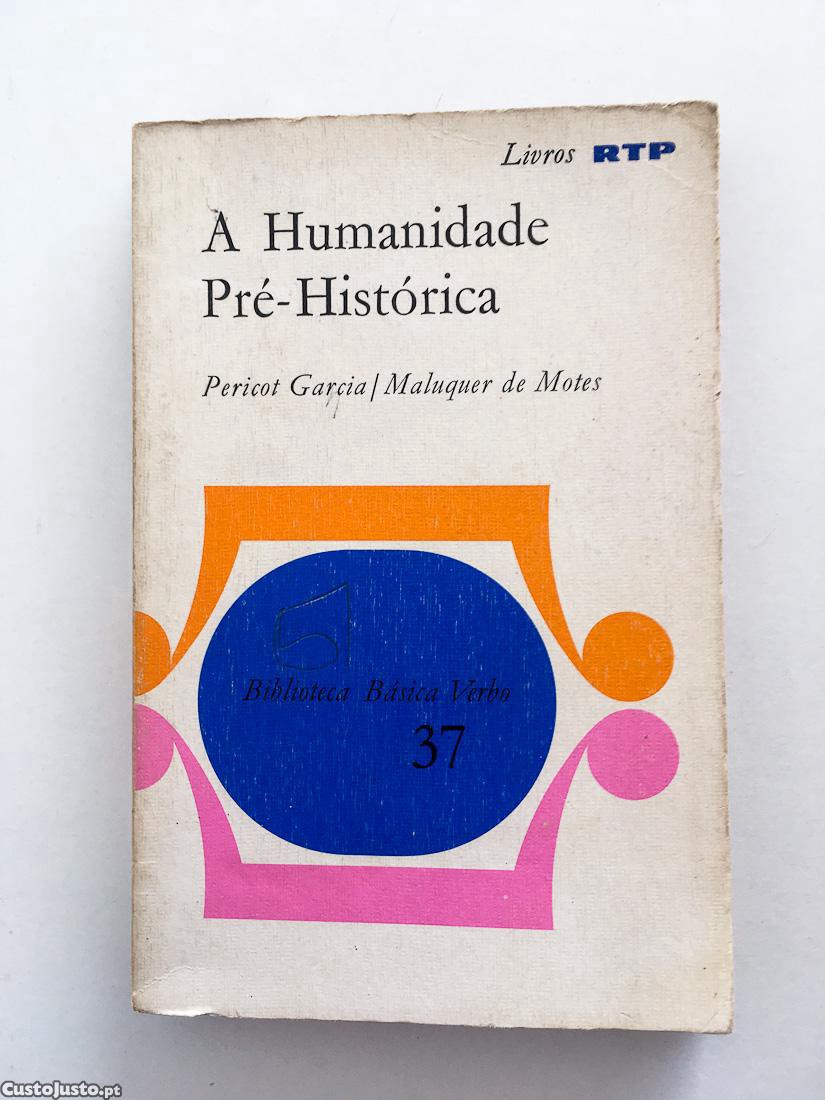 Livros RTP
A Humanidade
Pré-Histórica
Pericot Garcia / Maluquer de Motes
Biblioteca Básica Verbo
37
CustoJusto.pt